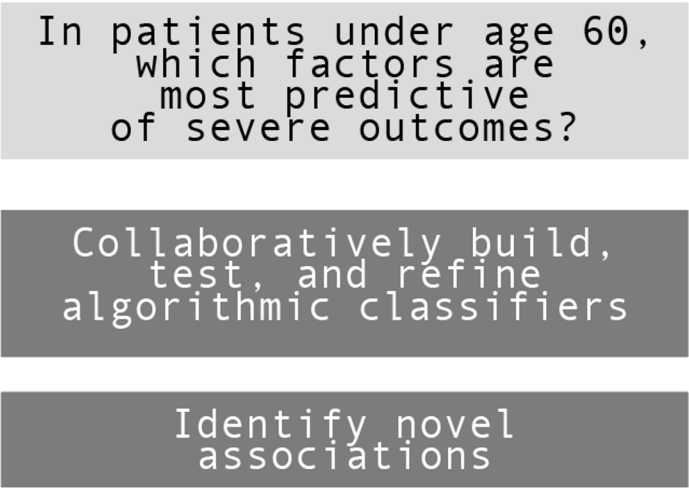 In patients under age 60,
which factors are
most predictive
of severe outcomes?
Collaboratively build,
test, and refine
algorithmic classifiers
Identify novel
associations